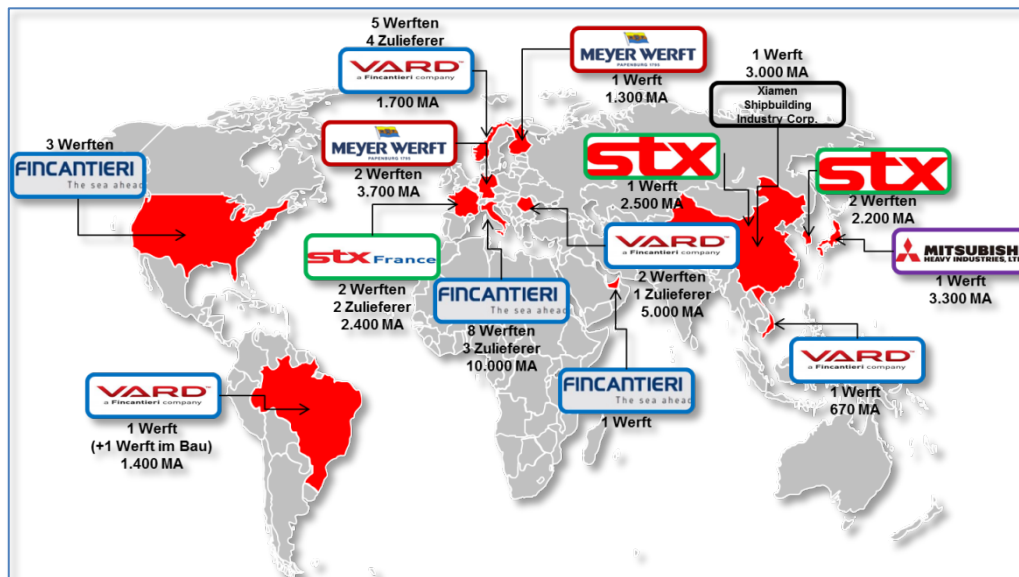 5 Werften
4 Zulieferer
VARD™
a Fincantieri company
1.700 MA
MEYER WERFT
PAPENBURG 1795
1 Werft
1.300 MA
1 Werft
3.000 MA
Xiamen
Shipbuilding
Industry Corp.
3 Werften
FINCANTIERI
The sea ahead
MEYER WERFT
PAPENBURG 1795
2 Werften
3.700 MA
stx
1 Werft
2.500 MA
stx
2 Werften
2.200 MA
stx France
2 Werften
2 Zulieferer
2.400 MA
FINCANTIERI
The sea ahead
8 Werften
3 Zulieferer
10.000 MA
VARD™
a Fincantieri company
2 Werften
1 Zulieferer
5.000 MA
MITSUBISHI
HEAVY INDUSTRIES, LTD
1 Werft
3.300 MA
VARD™
a Fincantieri company
1 Werft
(+1 Werft im Bau)
1.400 MA
FINCANTIERI
The sea ahead
1 Werft
VARD™
a Fincantieri company
1 Werft
670 MA